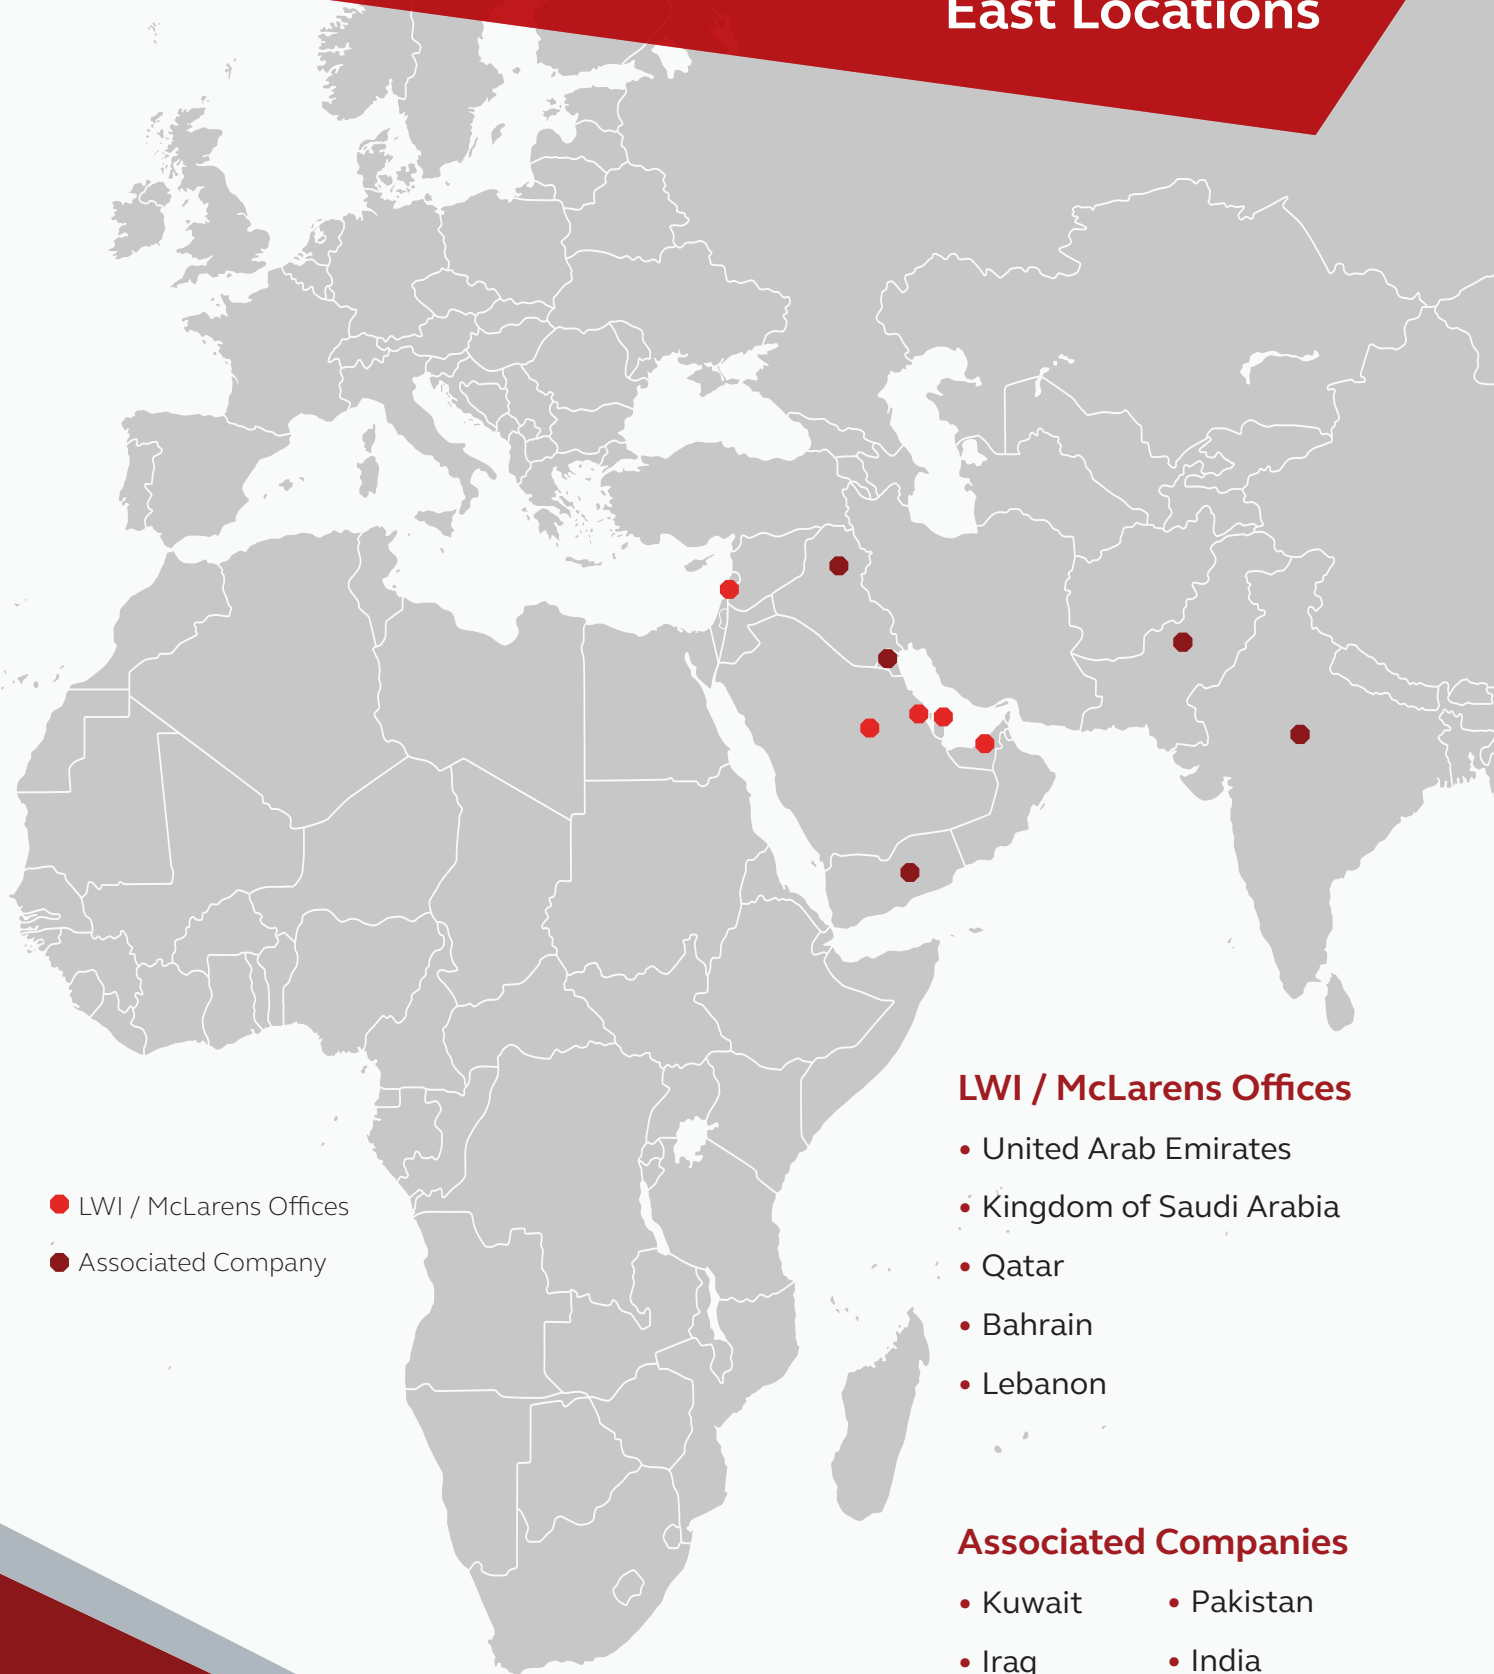 East Locations
LWI / McLarens Offices
Associated Company
LWI / McLarens Offices
• United Arab Emirates
• Kingdom of Saudi Arabia
• Qatar
• Bahrain
• Lebanon
Associated Companies
• Kuwait
• Pakistan
• Iraq
• India